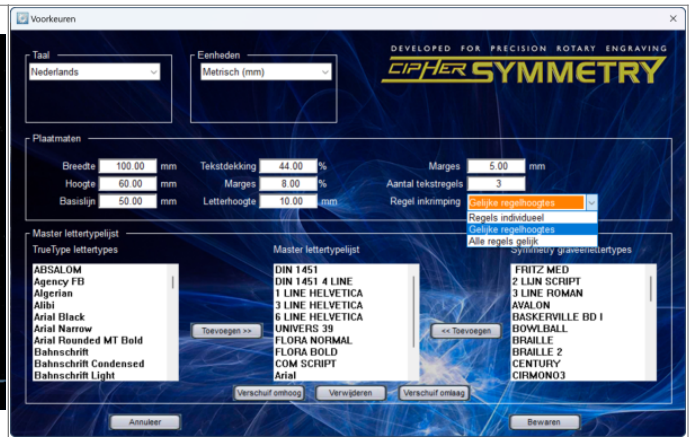 Voorkeuren
DEVELOPED FOR PRECISION ROTARY ENGRAVING
CIPHER SYMMETRY
Taal
Nederlands
Eenheden
Metrisch (mm)
Plaatmaten
Breedte 100.00 mm Tekstdekking 44.00 % Marges 5.00 mm
Hoogte 60.00 mm Marges 8.00 % Aantal tekstregels 3
Basislijn 50.00 mm Letterhoogte 10.00 mm Regel inkrimping Gelijke regelhoogtes
Regels individueel
Gelijke regelhoogtes
Alle regels gelijk
Master lettertypelijst
TrueType lettertypes
ABSALOM
Agency FB
Algerian
Alibi
Arial Black
Arial Narrow
Arial Rounded MT Bold
Bahnschrift
Bahnschrift Condensed
Bahnschrift Light
Toevoegen >>
Master lettertypelijst
DIN 1451
DIN 1451 4 LINE
1 LINE HELVETICA
3 LINE HELVETICA
6 LINE HELVETICA
UNIVERS 39
FLORA NORMAL
FLORA BOLD
COM SCRIPT
Arial
<< Toevoegen
Symmetry graveerlettertypes
FRITZ MED
2 LIJN SCRIPT
3 LINE ROMAN
AVALON
BASKERVILLE BD I
BOWLBALL
BRAILLE
BRAILLE 2
CENTURY
CIRMONO3
Verschuif omhoog Verwijderen Verschuif omlaag
Annuleer Bewaren